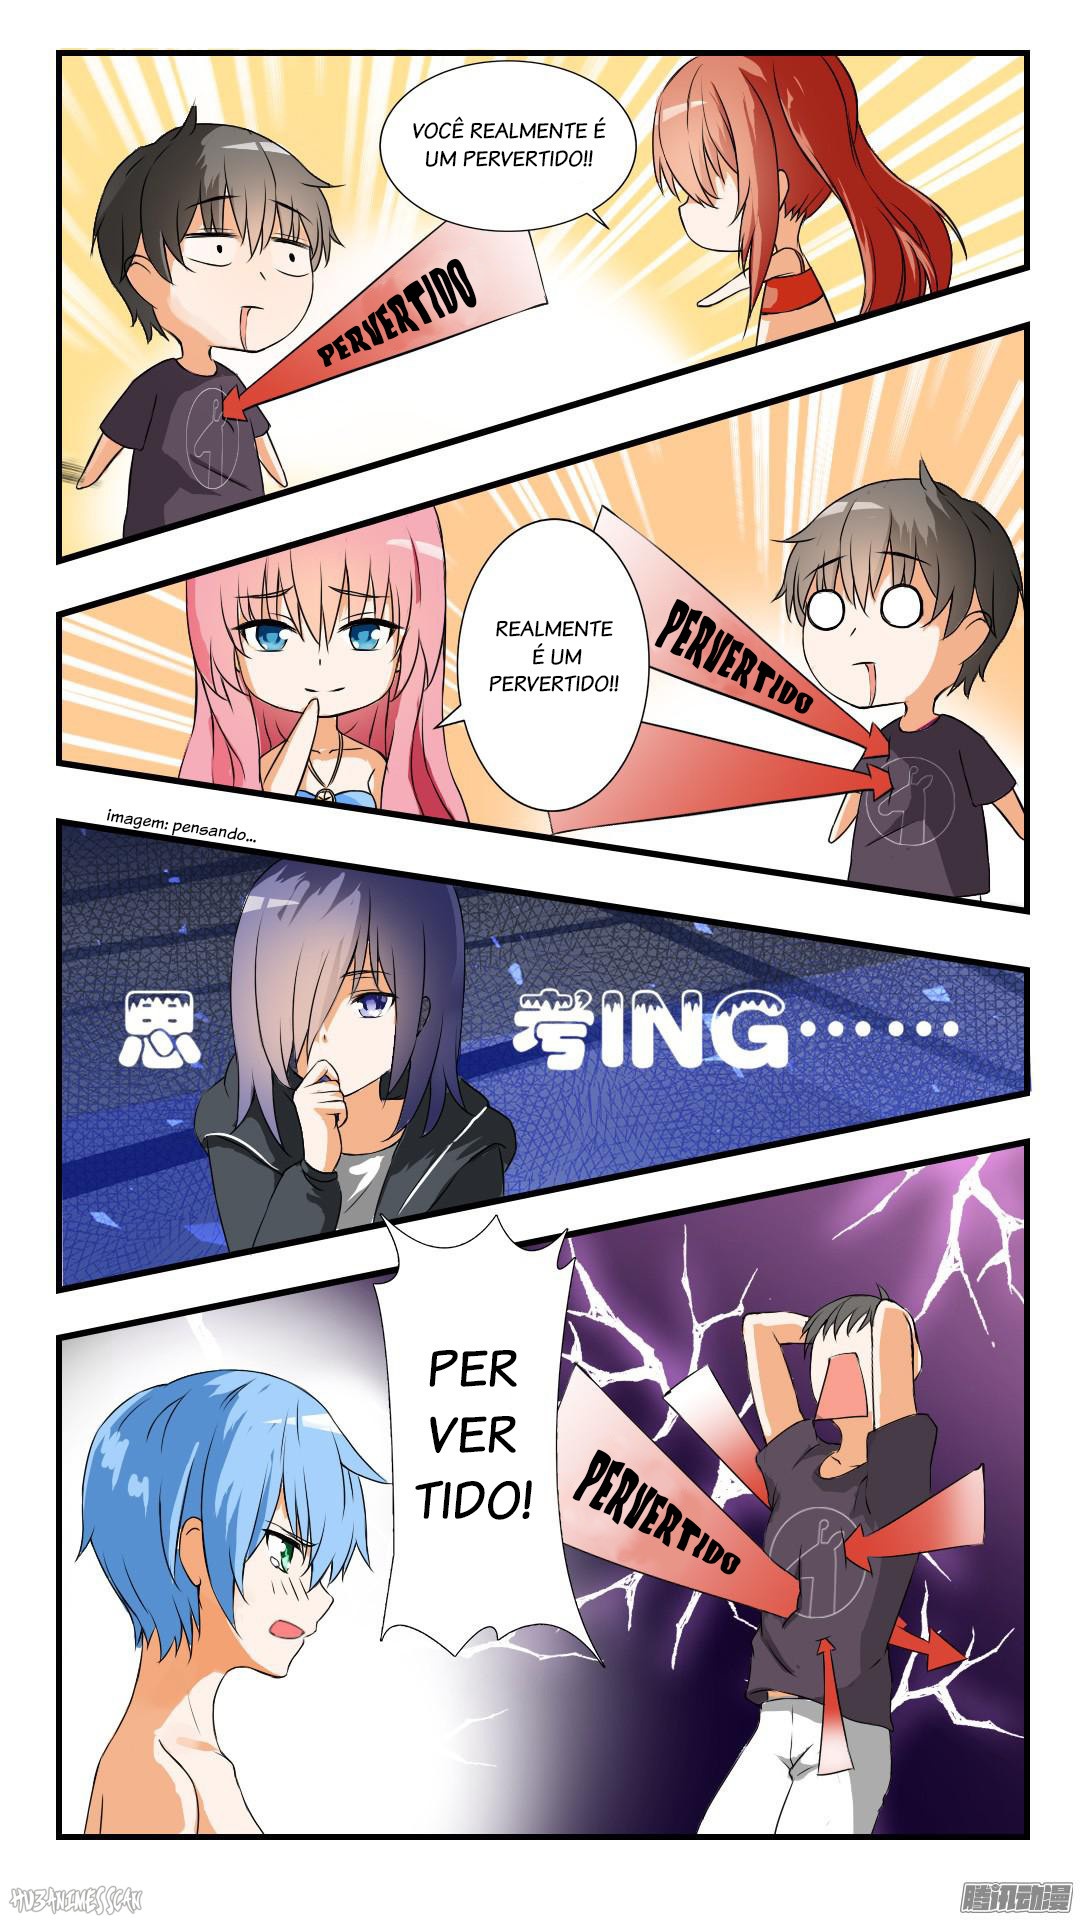 VOCÊ REALMENTE É
UM PERVERTIDO!!
PERVERTIDO
REALMENTE
É UM
PERVERTIDO!!
PERVERTIDO
imagem: pensando...
思 考ING……
PER
VER
TIDO!
PERVERTIDO
HU3ANIMESSCAN
腾讯动漫